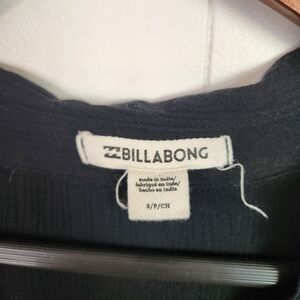 BILLABONG
made in india/
fabriqué en inde/
hecho en india
S/P/CH